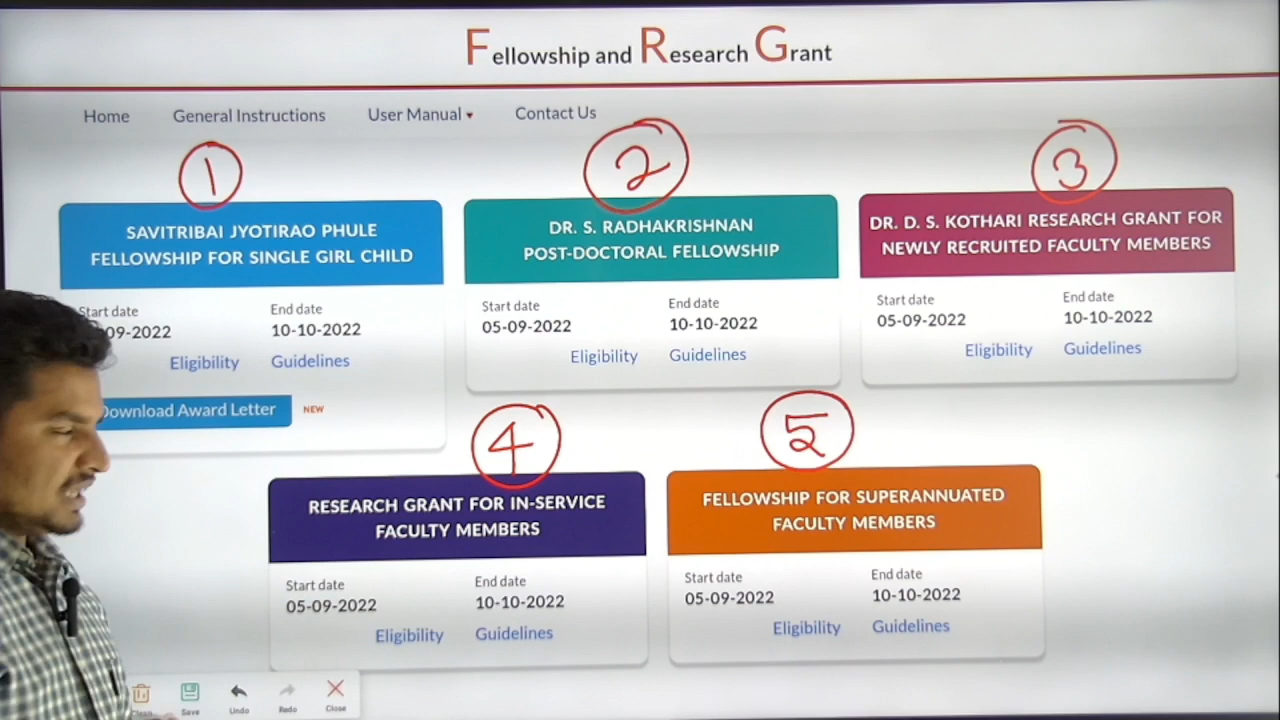 Fellowship and Research Grant
Home General Instructions User Manual Contact Us
1
2
3
SAVITRIBAI JYOTIRAO PHULE
FELLOWSHIP FOR SINGLE GIRL CHILD
Start date End date
09-2022 10-10-2022
Eligibility Guidelines
Download Award Letter NEW
DR. S. RADHAKRISHNAN
POST-DOCTORAL FELLOWSHIP
Start date End date
05-09-2022 10-10-2022
Eligibility Guidelines
DR. D. S. KOTHARI RESEARCH GRANT FOR
NEWLY RECRUITED FACULTY MEMBERS
Start date End date
05-09-2022 10-10-2022
Eligibility Guidelines
4
5
RESEARCH GRANT FOR IN-SERVICE
FACULTY MEMBERS
Start date End date
05-09-2022 10-10-2022
Eligibility Guidelines
FELLOWSHIP FOR SUPERANNUATED
FACULTY MEMBERS
Start date End date
05-09-2022 10-10-2022
Eligibility Guidelines
Clean Save Undo Redo Close